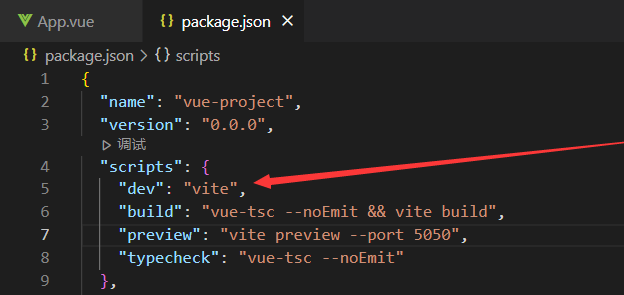 App.vue
package.json
package.json > {} scripts
1 {
2 "name": "vue-project",
3 "version": "0.0.0",
调试
4 "scripts": {
5 "dev": "vite",
6 "build": "vue-tsc --noEmit && vite build",
7 "preview": "vite preview --port 5050",
8 "typecheck": "vue-tsc --noEmit"
9 },